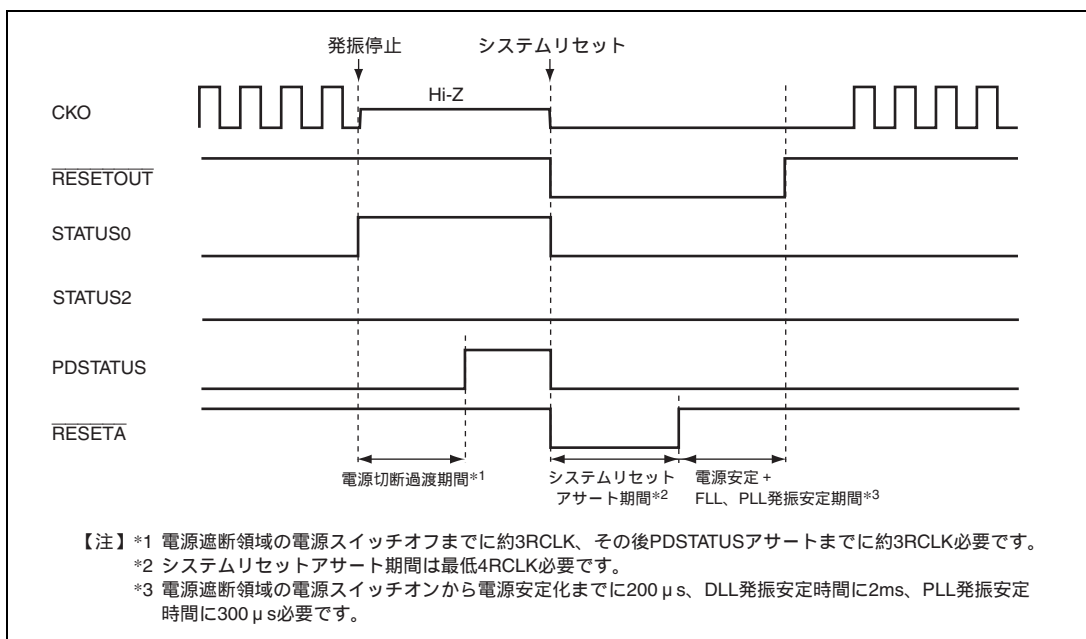 発振停止
システムリセット
CKO
Hi-Z
RESETOUT
STATUS0
STATUS2
PDSTATUS
RESETA
電源切断過渡期間*1
システムリセット
アサート期間*2
電源安定 +
FLL、PLL発振安定期間*3
【注】*1 電源遮断領域の電源スイッチオフまでに約3RCLK、その後PDSTATUSアサートまでに約3RCLK必要です。
*2 システムリセットアサート期間は最低4RCLK必要です。
*3 電源遮断領域の電源スイッチオンから電源安定化までに200μs、DLL発振安定時間に2ms、PLL発振安定
時間に300μs必要です。